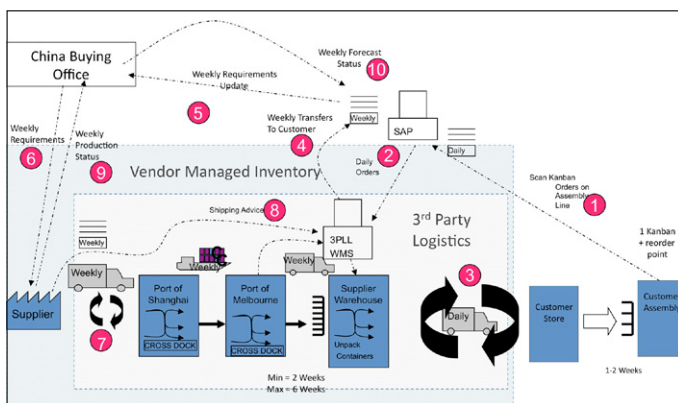 China Buying
Office
Weekly Forecast
Status
10
Weekly Requirements
Update
Weekly
5
SAP
Weekly Transfers
To Customer
4
2
Daily
Weekly
Requirements
6
Weekly
Production
Status
9
Daily
Orders
Vendor Managed Inventory
Scan Kanban
Orders on
Assembly
Line
1
Shipping Advice
8
3PLL
WMS
3rd Party
Logistics
1 Kanban
+ reorder
point
Weekly
Weekly
Weekly
Weekly
3
Daily
Supplier
7
Port of
Shanghai
CROSS DOCK
Port of
Melbourne
CROSS DOCK
Supplier
Warehouse
Unpack
Containers
Customer
Store
Customer
Assembly
Min = 2 Weeks
Max = 6 Weeks
1-2 Weeks